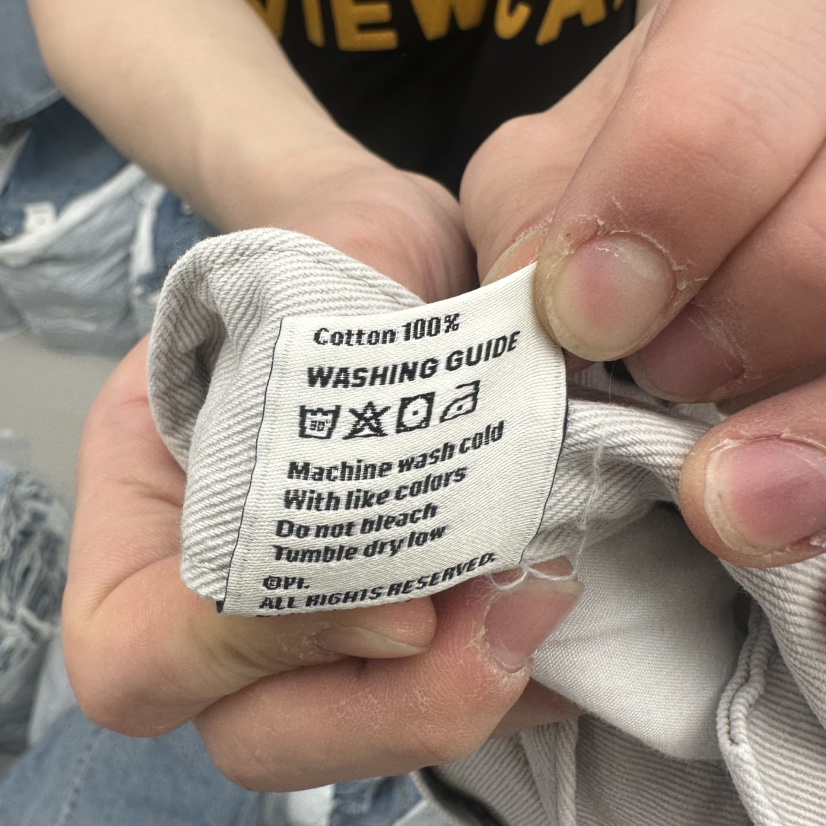 Cotton 100%
WASHING GUIDE
30°
Machine wash cold
With like colors
Do not bleach
Tumble dry low
©PI.
ALL RIGHTS RESERVED.